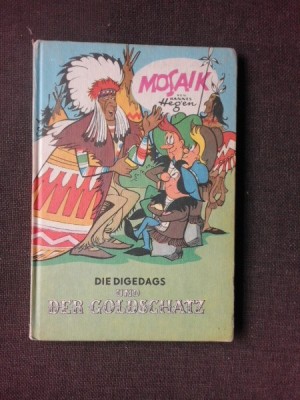 MOSAIK
VON HANNES
Hegen
DIE DIGEDAGS
UND
DER GOLDSCHATZ